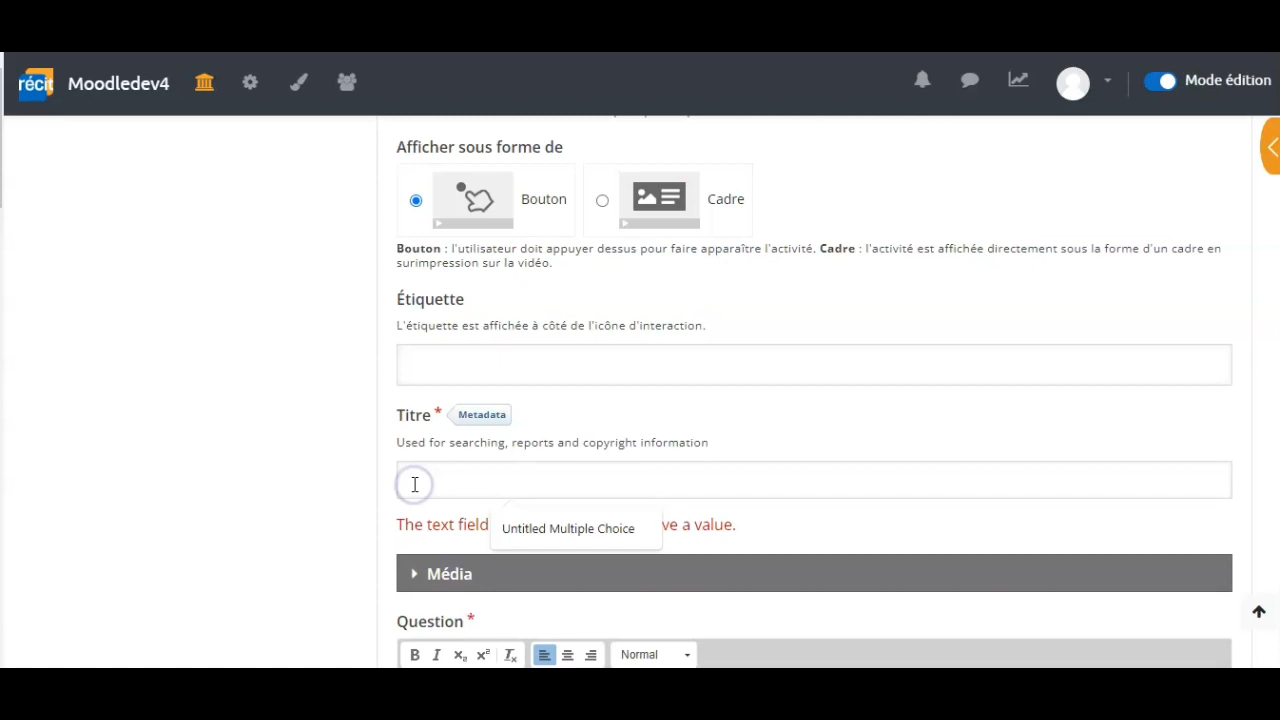 récit Moodledev4 Mode édition
Afficher sous forme de
Bouton Cadre
Bouton : l'utilisateur doit appuyer dessus pour faire apparaître l'activité. Cadre : l'activité est affichée directement sous la forme d'un cadre en
surimpression sur la vidéo.
Étiquette
L'étiquette est affichée à côté de l'icône d'interaction.
Titre * Metadata
Used for searching, reports and copyright information
The text field ve a value.
Untitled Multiple Choice
Média
Question *
B I x₂ x² Tx Normal